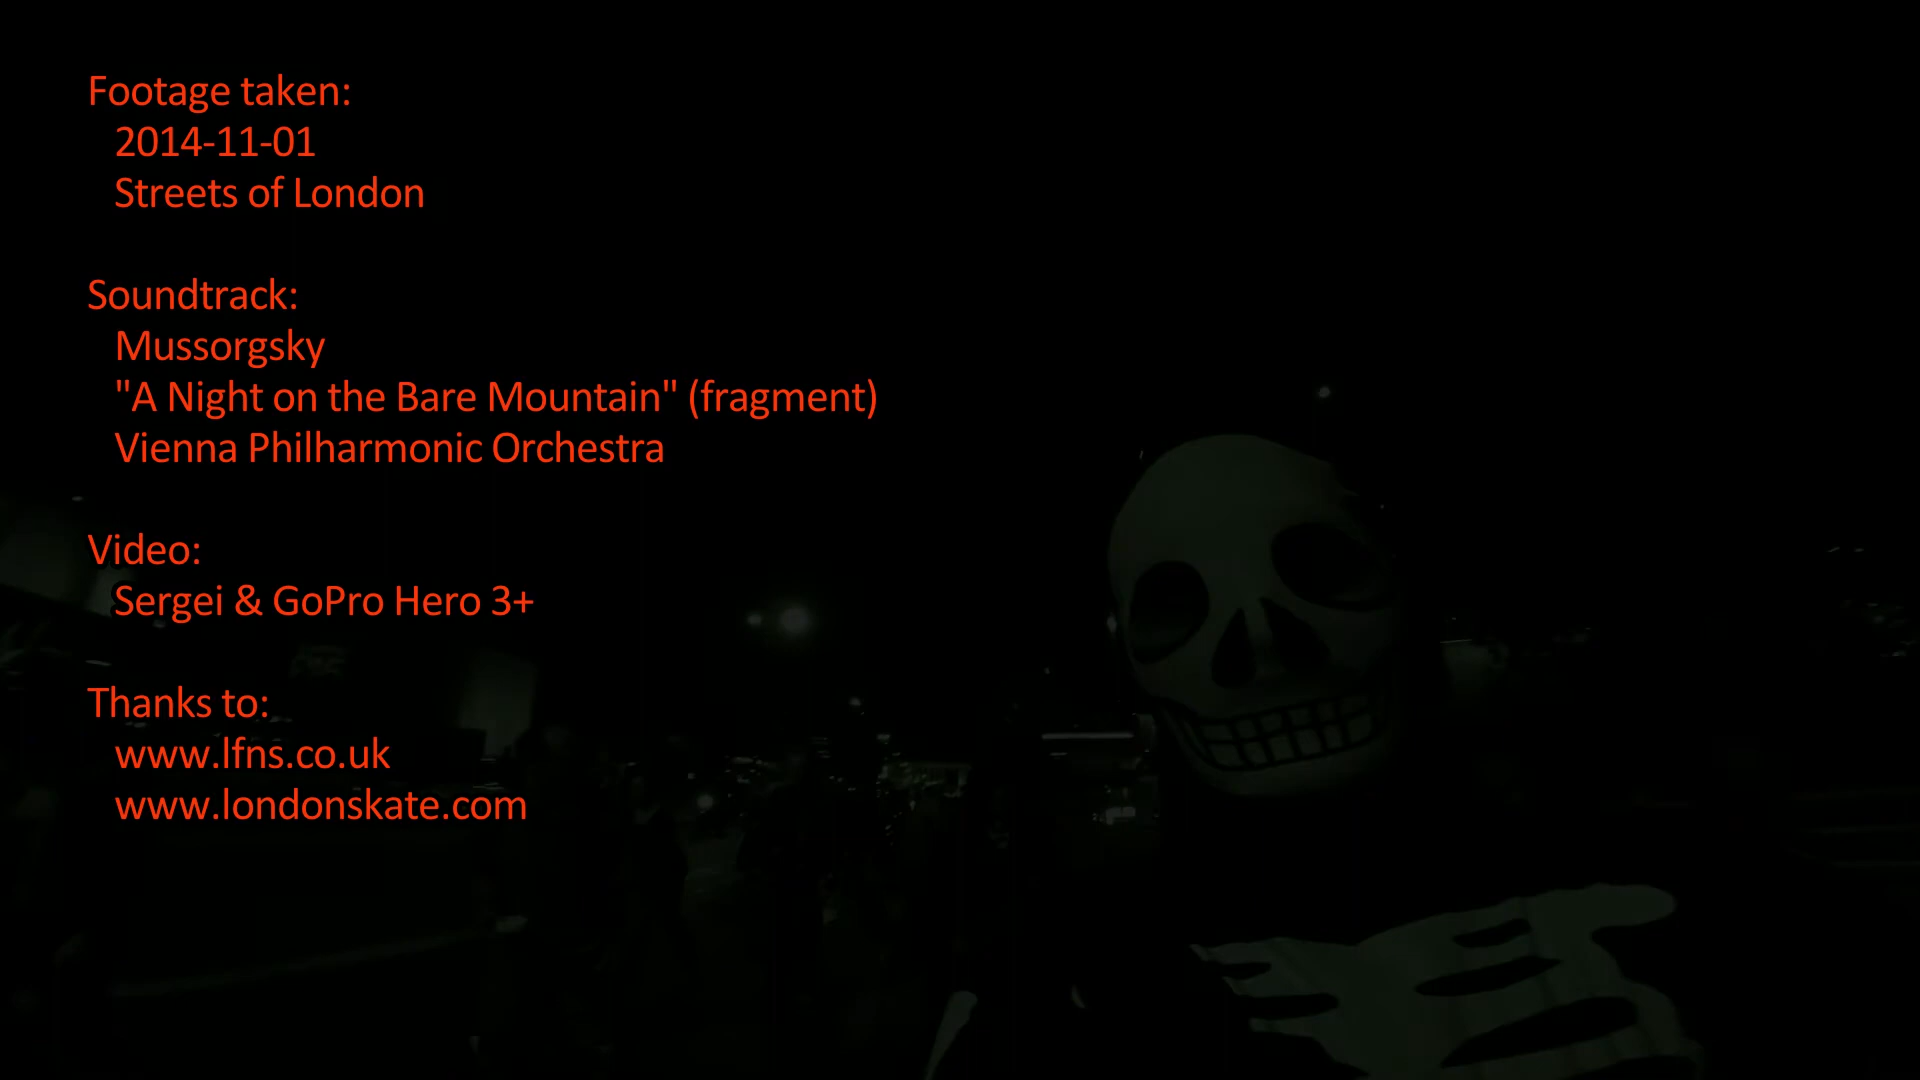 Footage taken:
2014-11-01
Streets of London
Soundtrack:
Mussorgsky
"A Night on the Bare Mountain" (fragment)
Vienna Philharmonic Orchestra
Video:
Sergei & GoPro Hero 3+
Thanks to:
www.lfns.co.uk
www.londonskate.com